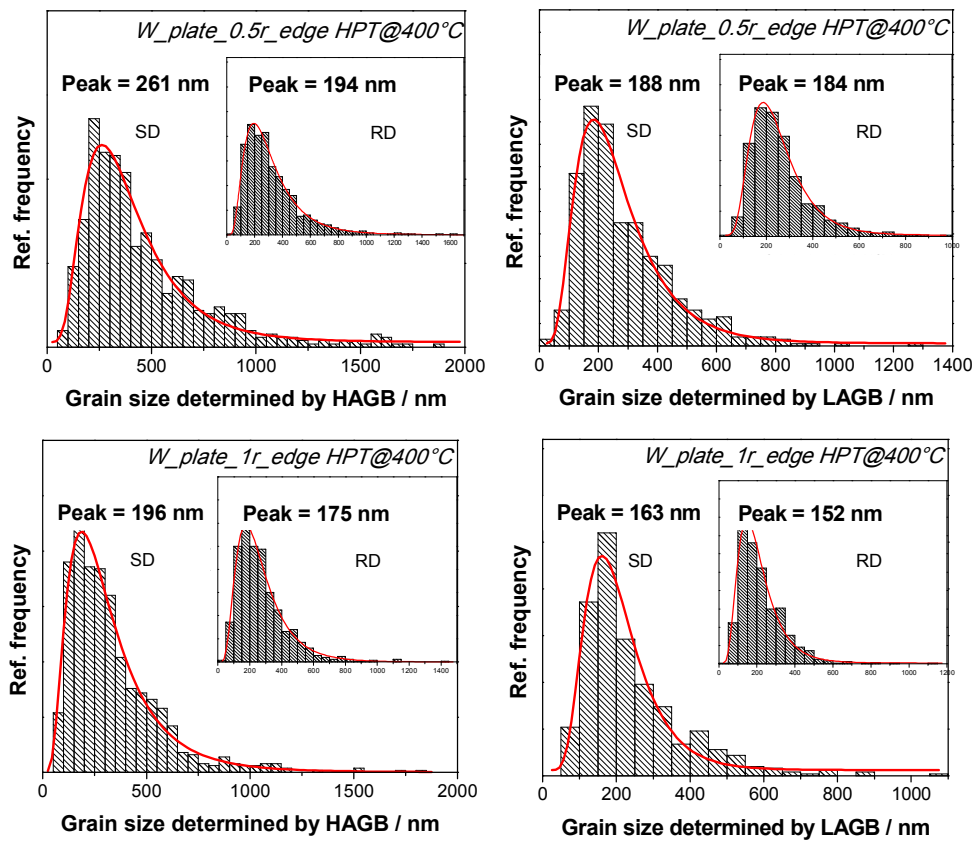 W_plate_0.5r_edge HPT@400°C
Peak = 261 nm
SD
Peak = 194 nm
RD
0 200 400 600 800 1000 1200 1400 1600
Ref. frequency
0 500 1000 1500 2000
Grain size determined by HAGB / nm
W_plate_0.5r_edge HPT@400°C
Peak = 188 nm
SD
Peak = 184 nm
RD
0 200 400 600 800 1000
Ref. frequency
0 200 400 600 800 1000 1200 1400
Grain size determined by LAGB / nm
W_plate_1r_edge HPT@400°C
Peak = 196 nm
SD
Peak = 175 nm
RD
0 200 400 600 800 1000 1200 1400
Ref. frequency
0 500 1000 1500 2000
Grain size determined by HAGB / nm
W_plate_1r_edge HPT@400°C
Peak = 163 nm
SD
Peak = 152 nm
RD
0 200 400 600 800 1000 1200
Ref. frequency
0 200 400 600 800 1000
Grain size determined by LAGB / nm